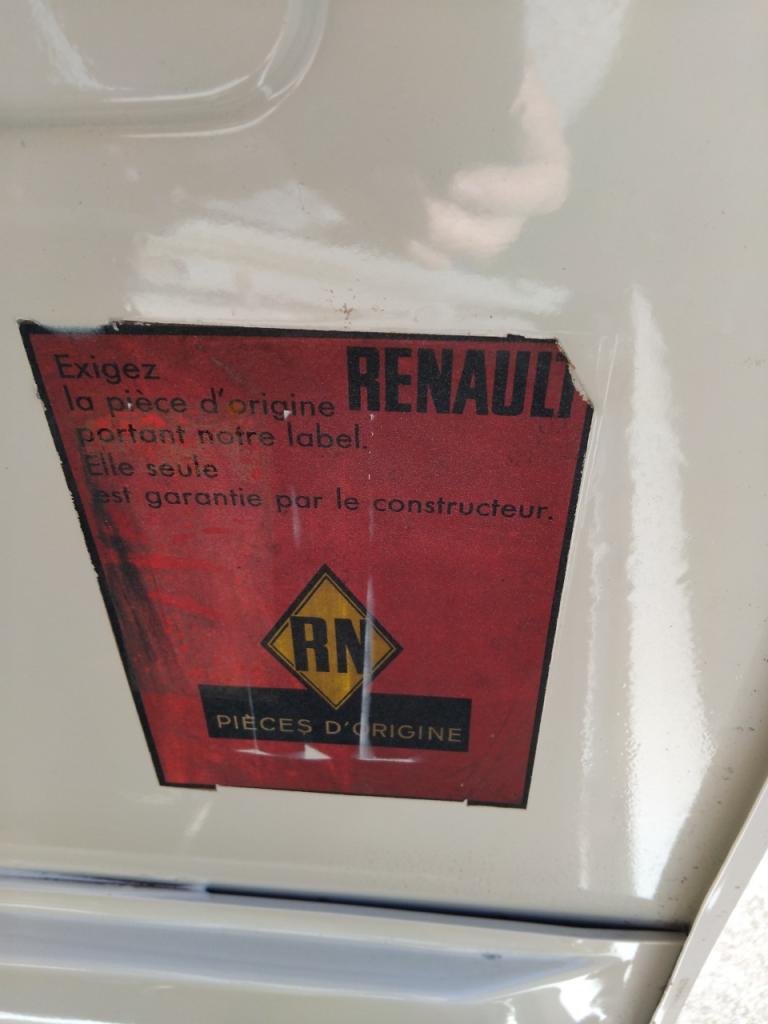 Exigez
la pièce d'origine RENAULT
portant notre label.
Elle seule
est garantie par le constructeur.
RN
PIÈCES D'ORIGINE